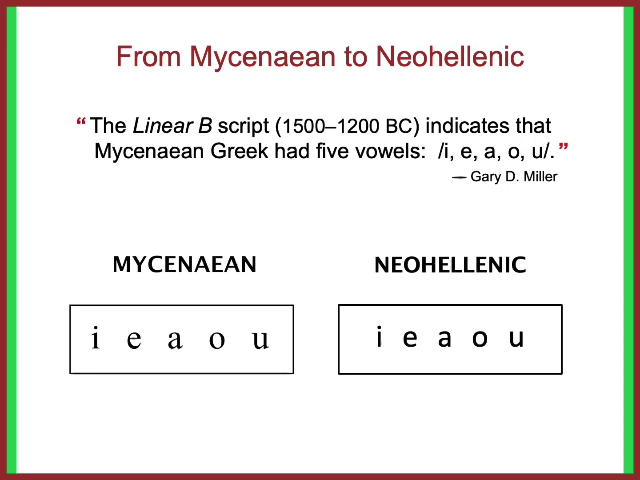 From Mycenaean to Neohellenic
“The Linear B script (1500–1200 BC) indicates that
Mycenaean Greek had five vowels: /i, e, a, o, u/.”
— Gary D. Miller
MYCENAEAN
i e a o u
NEOHELLENIC
i e a o u